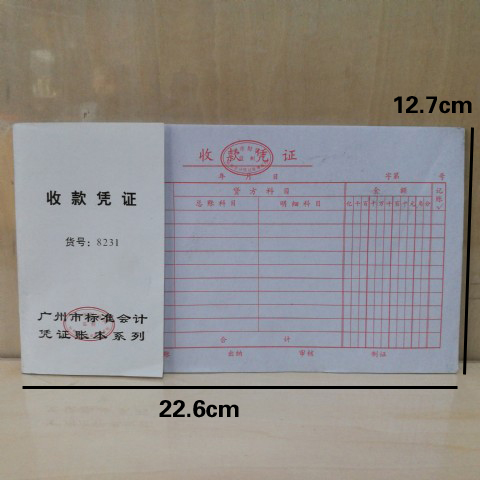 12.7cm
收款凭证
年 月 日 字第 号
贷方科目 金额 记账√
总账科目 明细科目
合计
出纳 审核 制证
收款凭证
货号：8231
广州市标准会计
凭证账本系列
22.6cm